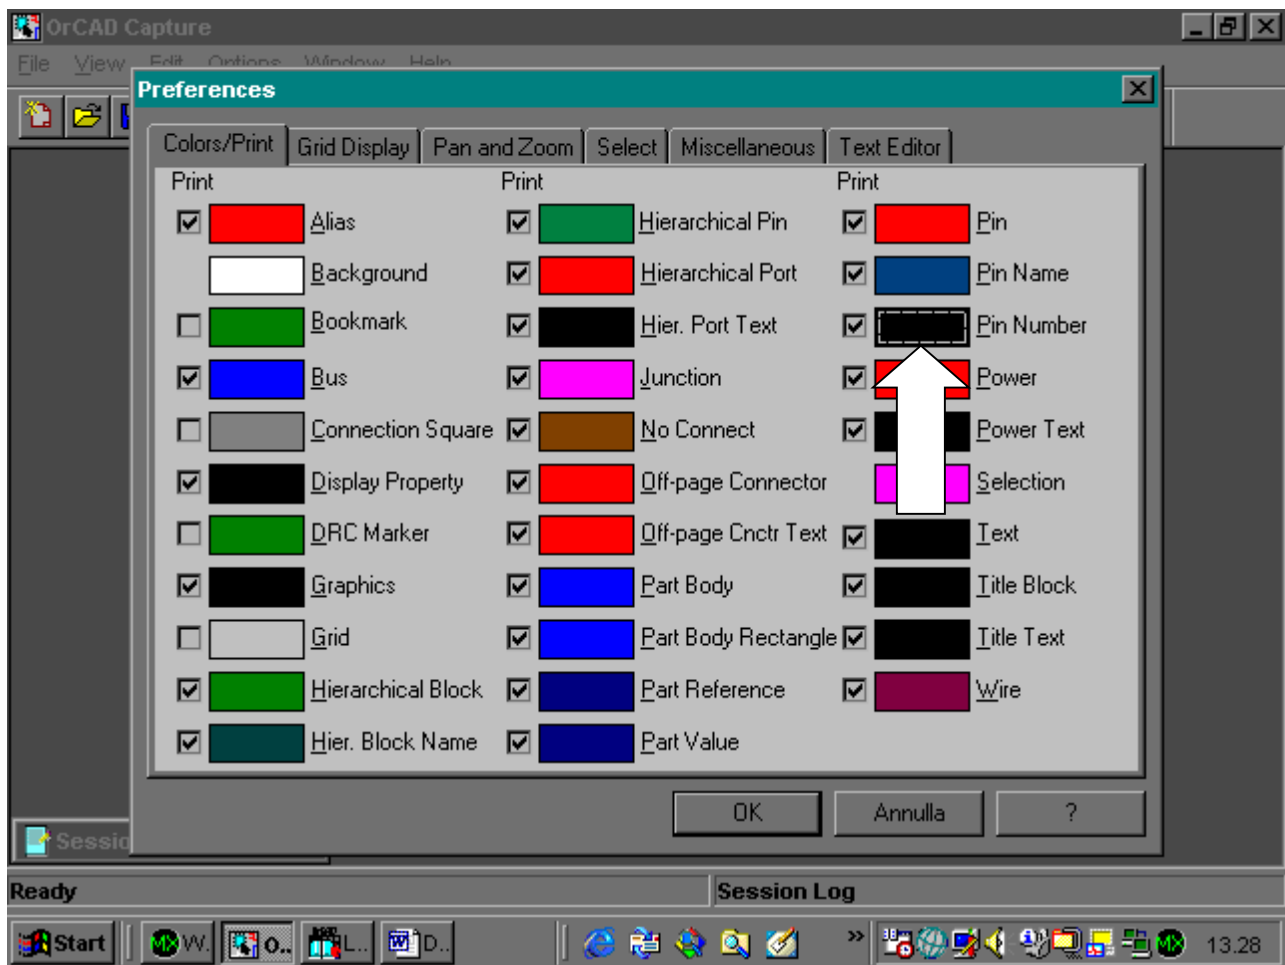 OrCAD Capture
File View Edit Options Window Help
Preferences
Colors/Print Grid Display Pan and Zoom Select Miscellaneous Text Editor
Print Print Print
Alias Hierarchical Pin Pin
Background Hierarchical Port Pin Name
Bookmark Hier. Port Text Pin Number
Bus Junction Power
Connection Square No Connect Power Text
Display Property Off-page Connector Selection
DRC Marker Off-page Cnctr Text Text
Graphics Part Body Title Block
Grid Part Body Rectangle Title Text
Hierarchical Block Part Reference Wire
Hier. Block Name Part Value
OK Annulla ?
Sessio
Ready Session Log
Start W.. O.. L.. D.. » 13.28